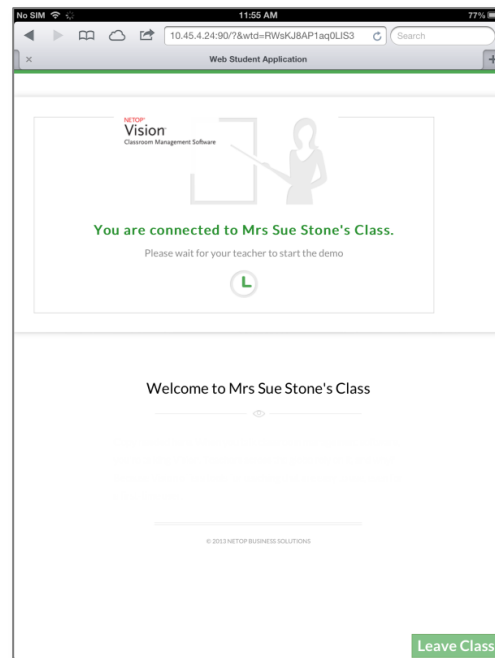 No SIM 11:55 AM 77%
10.45.4.24:90/?&wtd=RWsKJ8AP1aq0LIS3 Search
Web Student Application
NETOP
Vision
Classroom Management Software
You are connected to Mrs Sue Stone's Class.
Please wait for your teacher to start the demo
Welcome to Mrs Sue Stone's Class
© 2013 NETOP BUSINESS SOLUTIONS
Leave Class